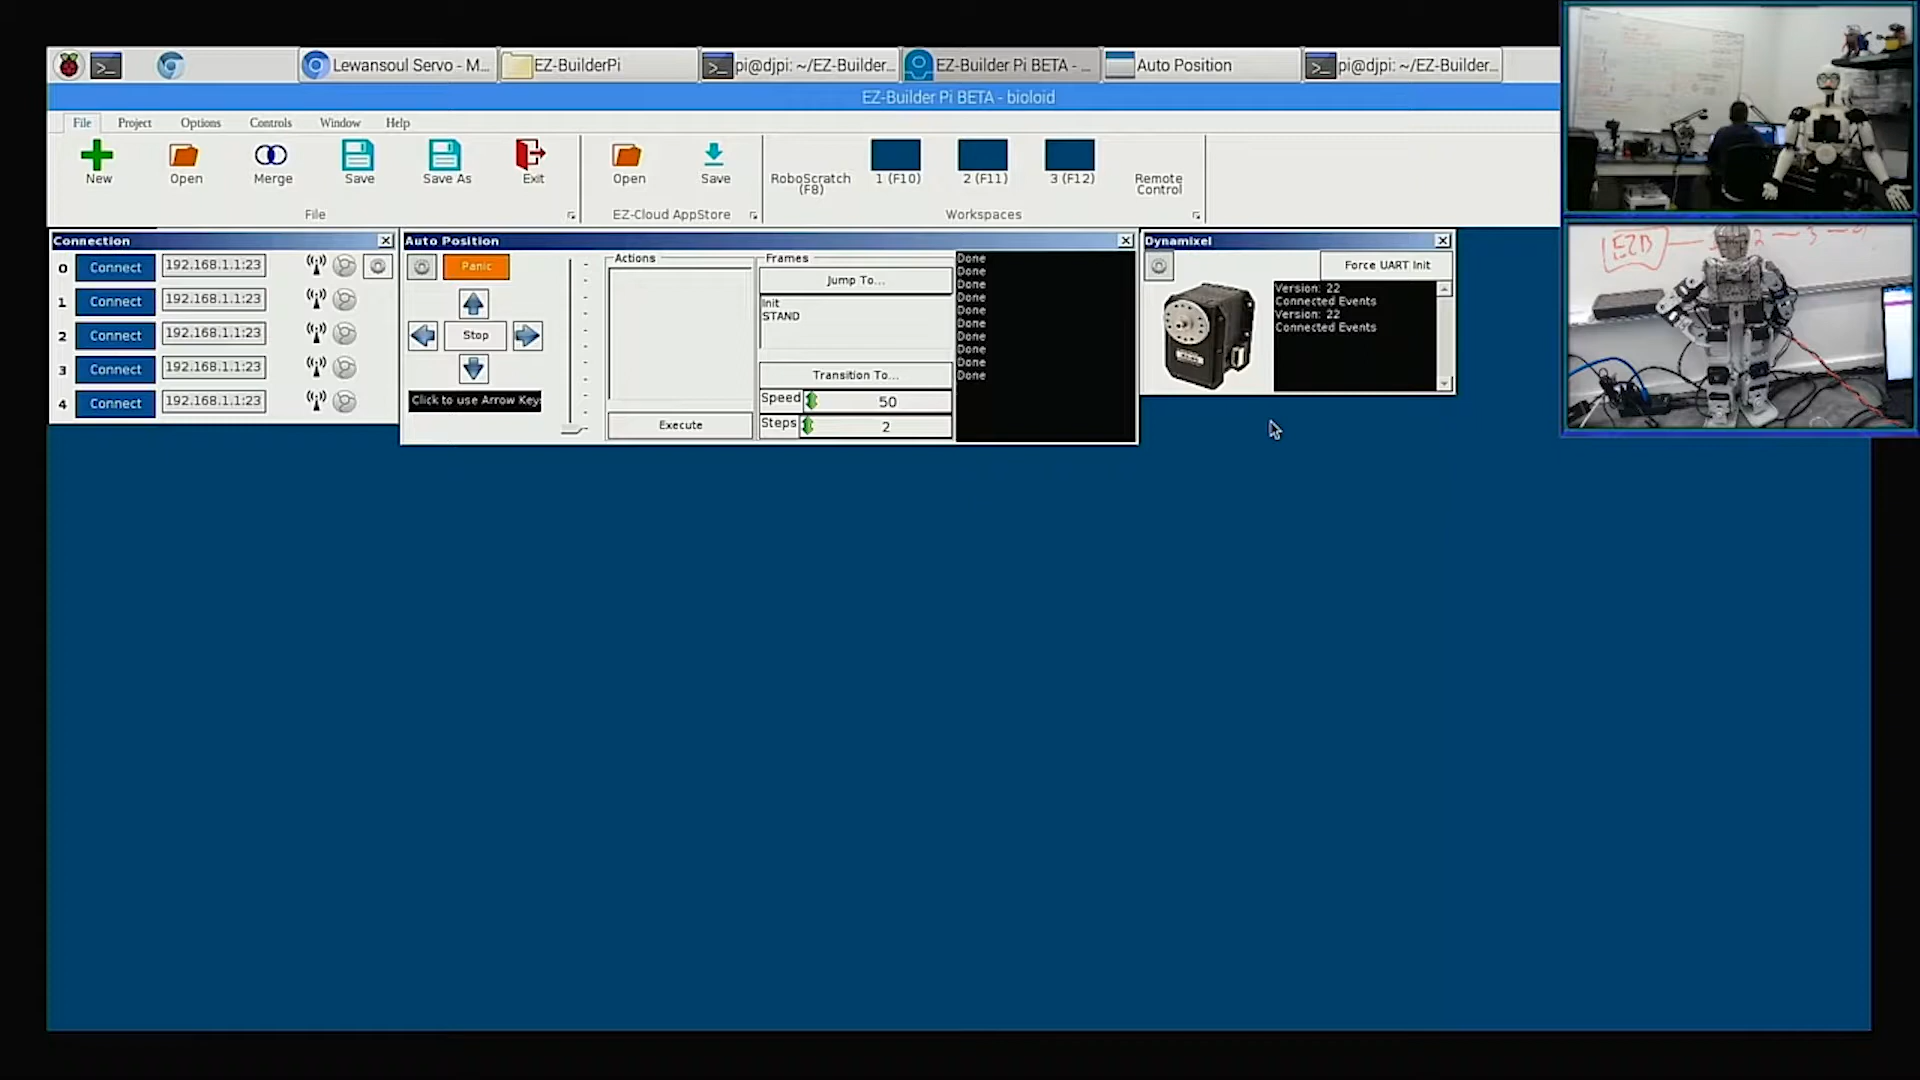 Lewansoul Servo - M...
EZ-BuilderPi
pi@djpi: ~/EZ-Builder...
EZ-Builder Pi BETA - ...
Auto Position
pi@djpi: ~/EZ-Builder...
EZ-Builder Pi BETA - bioloid
File Project Options Controls Window Help
New Open Merge Save Save As Exit
File
Open Save
EZ-Cloud AppStore
RoboScratch (F8)
1 (F10) 2 (F11) 3 (F12)
Remote Control
Workspaces
Connection
0 Connect 192.168.1.1:23
1 Connect 192.168.1.1:23
2 Connect 192.168.1.1:23
3 Connect 192.168.1.1:23
4 Connect 192.168.1.1:23
Auto Position
Panic
Stop
Click to use Arrow Key
Actions
Execute
Frames
Jump To...
Init
STAND
Transition To...
Speed 50
Steps 2
Done
Done
Done
Done
Done
Done
Done
Done
Done
Done
Dynamixel
Force UART Init
Version: 22
Connected Events
Version: 22
Connected Events
EZB
2 - 3